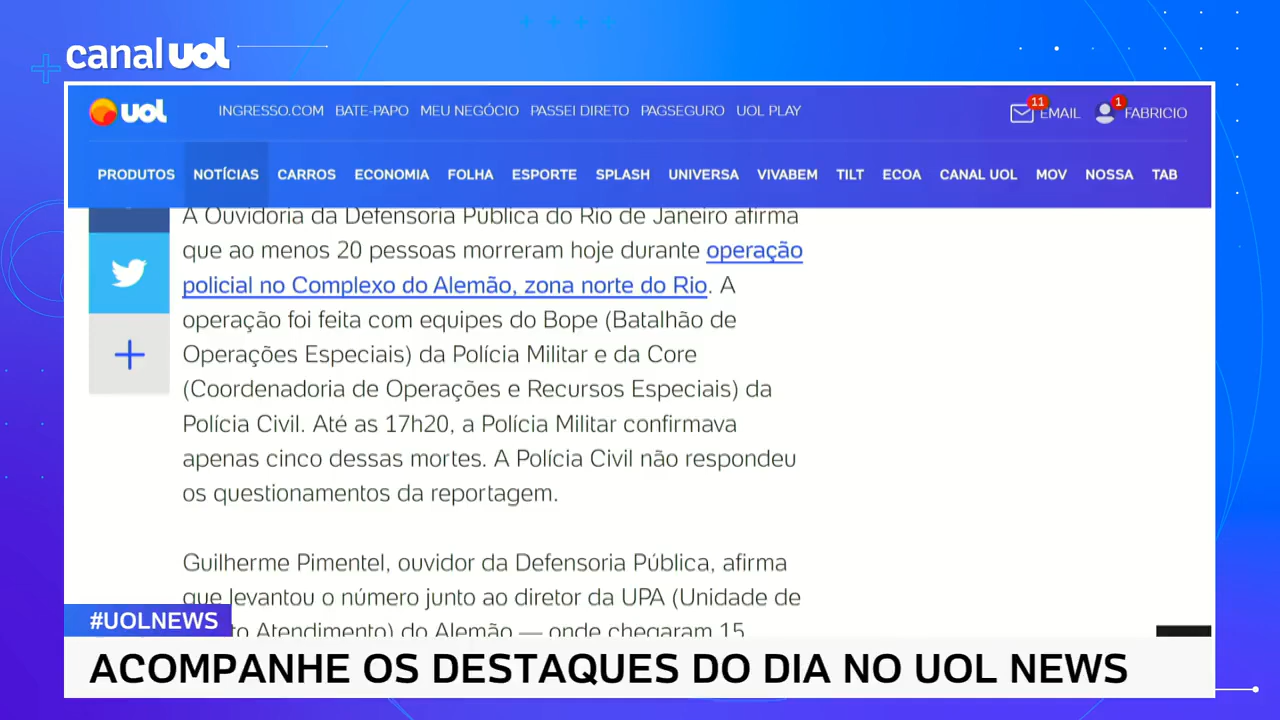 canal uol
uol
INGRESSO.COM BATE-PAPO MEU NEGÓCIO PASSEI DIRETO PAGSEGURO UOL PLAY
11 EMAIL 1 FABRICIO
PRODUTOS NOTÍCIAS CARROS ECONOMIA FOLHA ESPORTE SPLASH UNIVERSA VIVABEM TILT ECOA CANAL UOL MOV NOSSA TAB
A Ouvidoria da Defensoria Pública do Rio de Janeiro afirma
que ao menos 20 pessoas morreram hoje durante operação
policial no Complexo do Alemão, zona norte do Rio. A
operação foi feita com equipes do Bope (Batalhão de
Operações Especiais) da Polícia Militar e da Core
(Coordenadoria de Operações e Recursos Especiais) da
Polícia Civil. Até as 17h20, a Polícia Militar confirmava
apenas cinco dessas mortes. A Polícia Civil não respondeu
os questionamentos da reportagem.
Guilherme Pimentel, ouvidor da Defensoria Pública, afirma
que levantou o número junto ao diretor da UPA (Unidade de
Atendimento) do Alemão — onde chegaram 15
#UOLNEWS
ACOMPANHE OS DESTAQUES DO DIA NO UOL NEWS